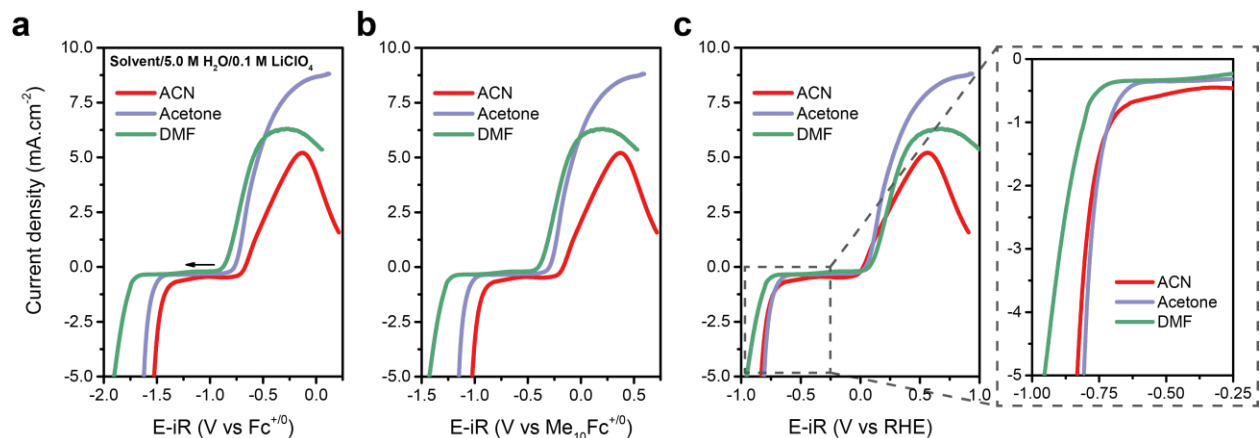 a
b
c
10.0
7.5
5.0
2.5
0.0
-2.5
-5.0
Current density (mA.cm⁻²)
Solvent/5.0 M H₂O/0.1 M LiClO₄
ACN
Acetone
DMF
-2.0 -1.5 -1.0 -0.5 0.0
E-iR (V vs Fc⁺ᐟ⁰)
10.0
7.5
5.0
2.5
0.0
-2.5
-5.0
ACN
Acetone
DMF
-1.5 -1.0 -0.5 0.0 0.5
E-iR (V vs Me₁₀Fc⁺ᐟ⁰)
10.0
7.5
5.0
2.5
0.0
-2.5
-5.0
ACN
Acetone
DMF
-1.0 -0.5 0.0 0.5 1.0
E-iR (V vs RHE)
0
-1
-2
-3
-4
-5
ACN
Acetone
DMF
-1.00 -0.75 -0.50 -0.25